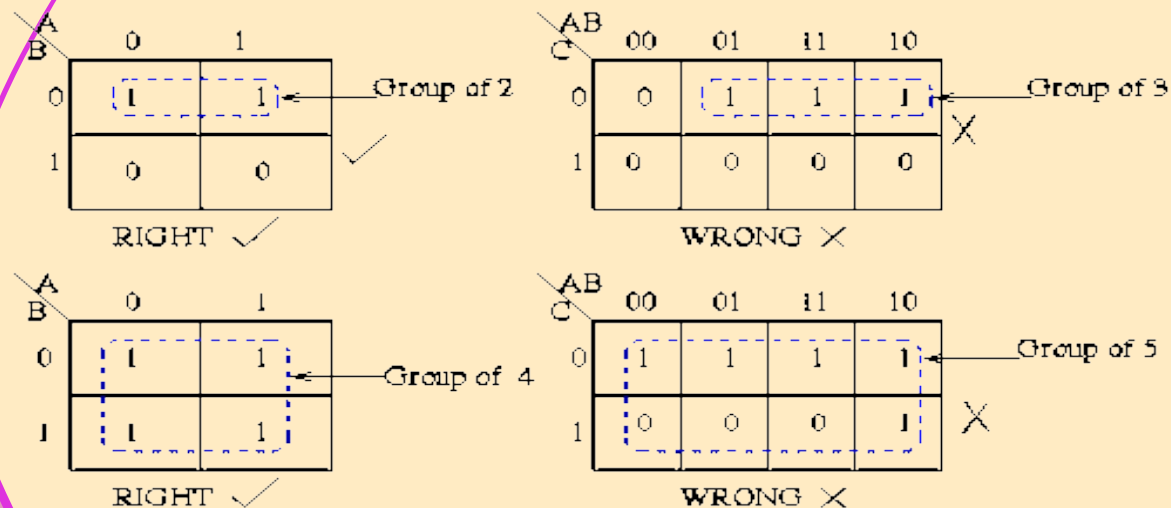 A
B
0 1
0 1 1
Group of 2
1 0 0
RIGHT
AB
C
00 01 11 10
0 0 1 1 1
Group of 3
1 0 0 0 0
WRONG
A
B
0 1
0 1 1
Group of 4
1 1 1
RIGHT
AB
C
00 01 11 10
0 1 1 1 1
Group of 5
1 0 0 0 1
WRONG